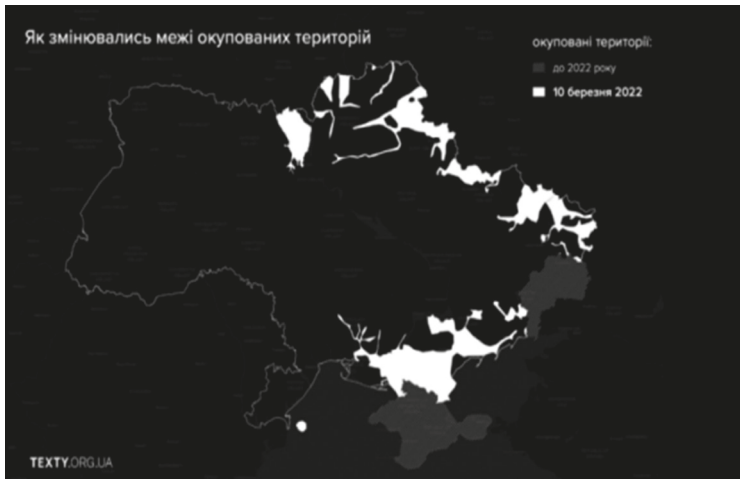 Як змінювались межі окупованих територій
окуповані території:
до 2022 року
10 березня 2022
TEXTY.ORG.UA